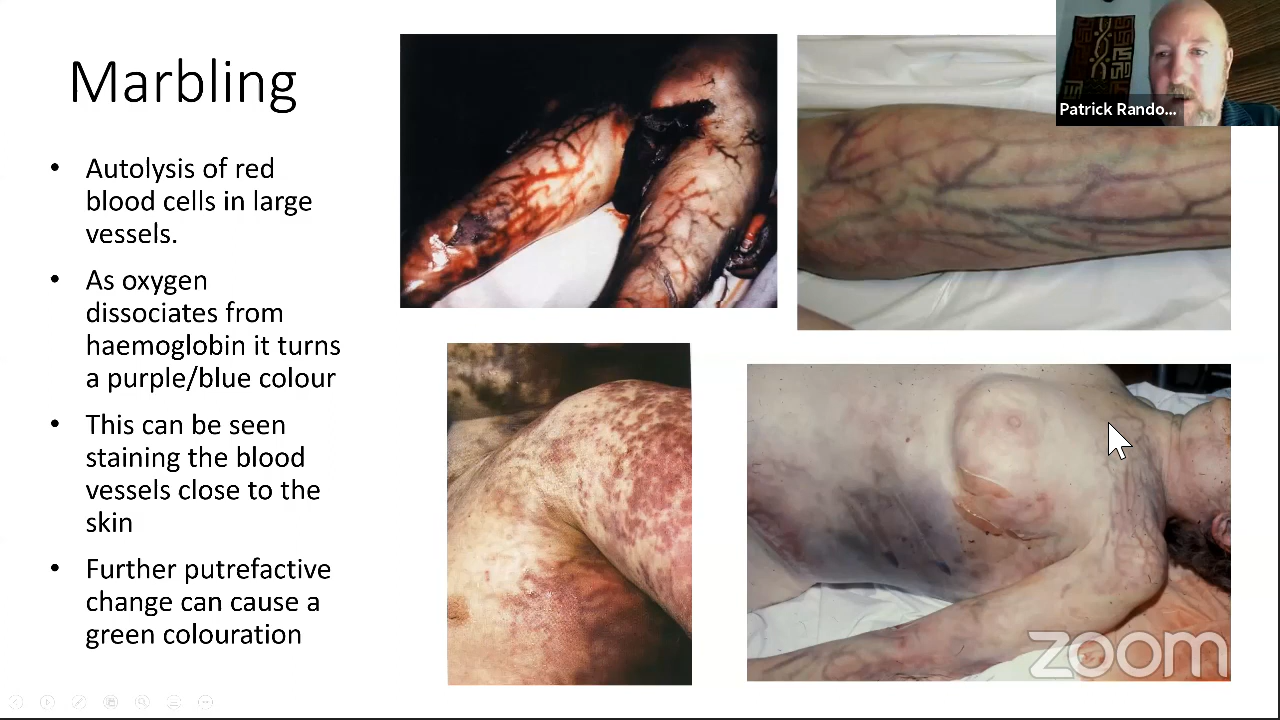 Marbling
• Autolysis of red
blood cells in large
vessels.
• As oxygen
dissociates from
haemoglobin it turns
a purple/blue colour
• This can be seen
staining the blood
vessels close to the
skin
• Further putrefactive
change can cause a
green colouration
Patrick Rando...
zoom